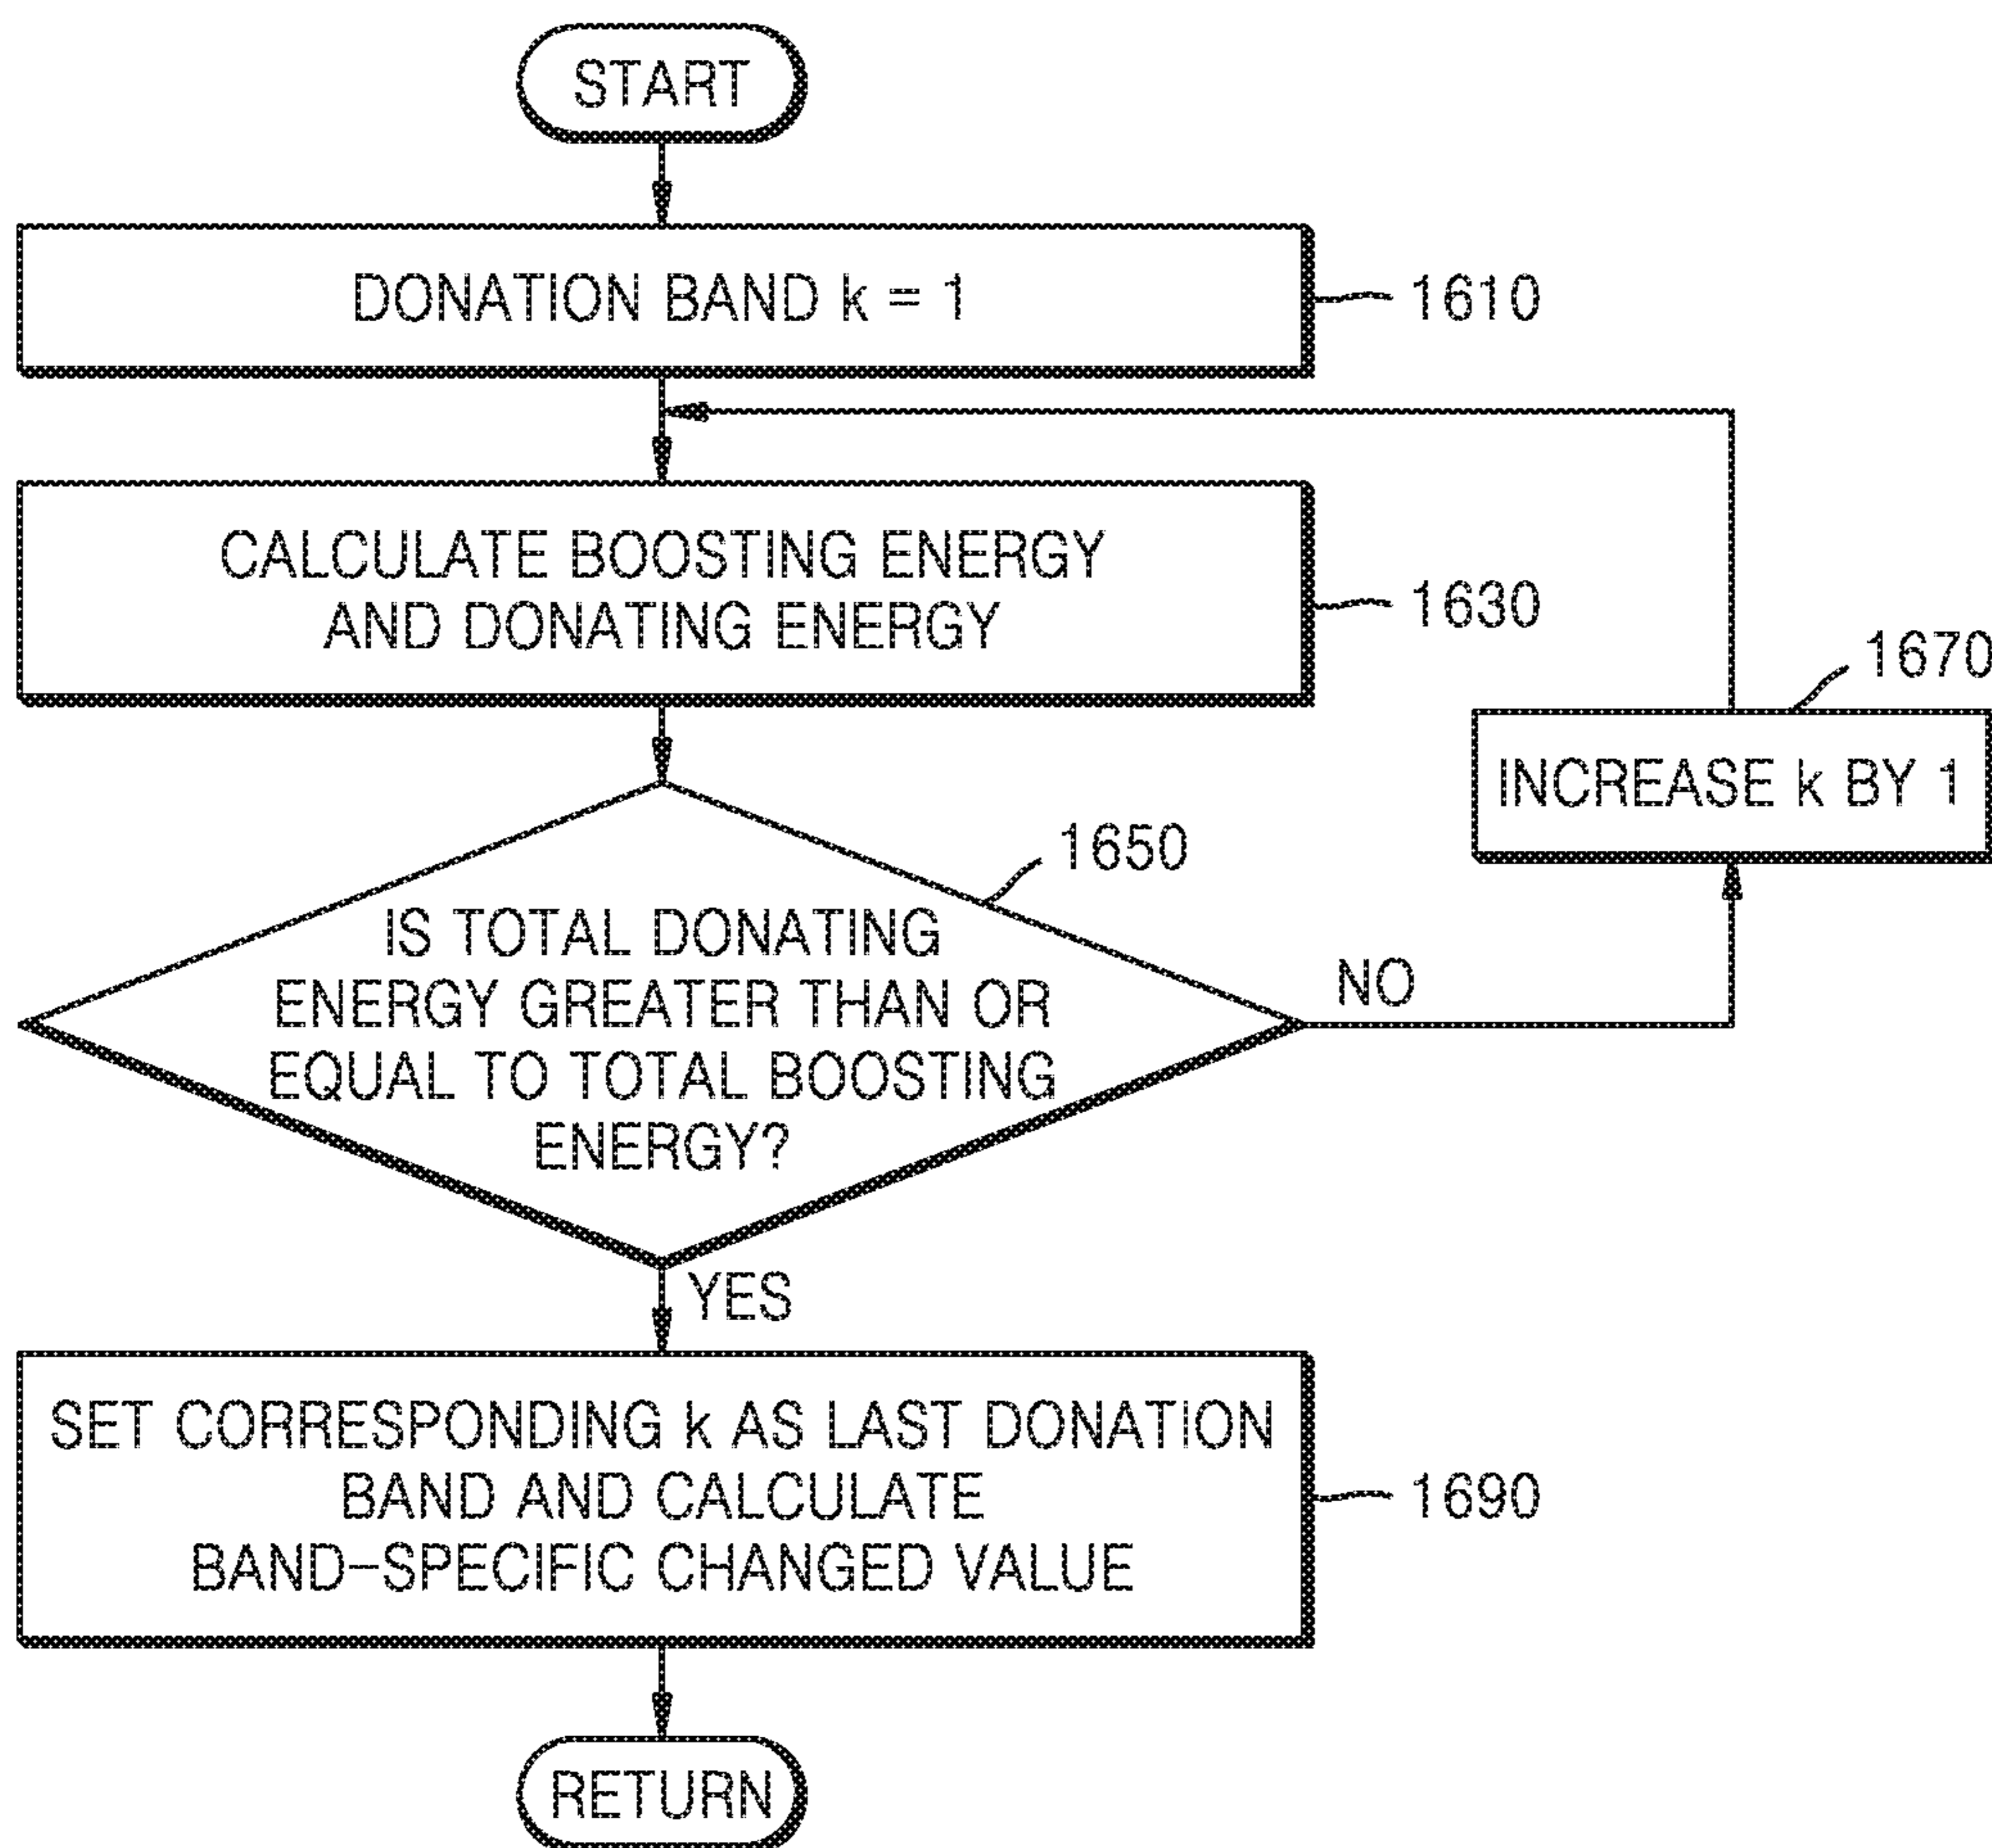 START
DONATION BAND k = 1
1610
CALCULATE BOOSTING ENERGY
AND DONATING ENERGY
1630
1670
INCREASE k BY 1
1650
IS TOTAL DONATING
ENERGY GREATER THAN OR
EQUAL TO TOTAL BOOSTING
ENERGY?
NO
YES
SET CORRESPONDING k AS LAST DONATION
BAND AND CALCULATE
BAND-SPECIFIC CHANGED VALUE
1690
RETURN